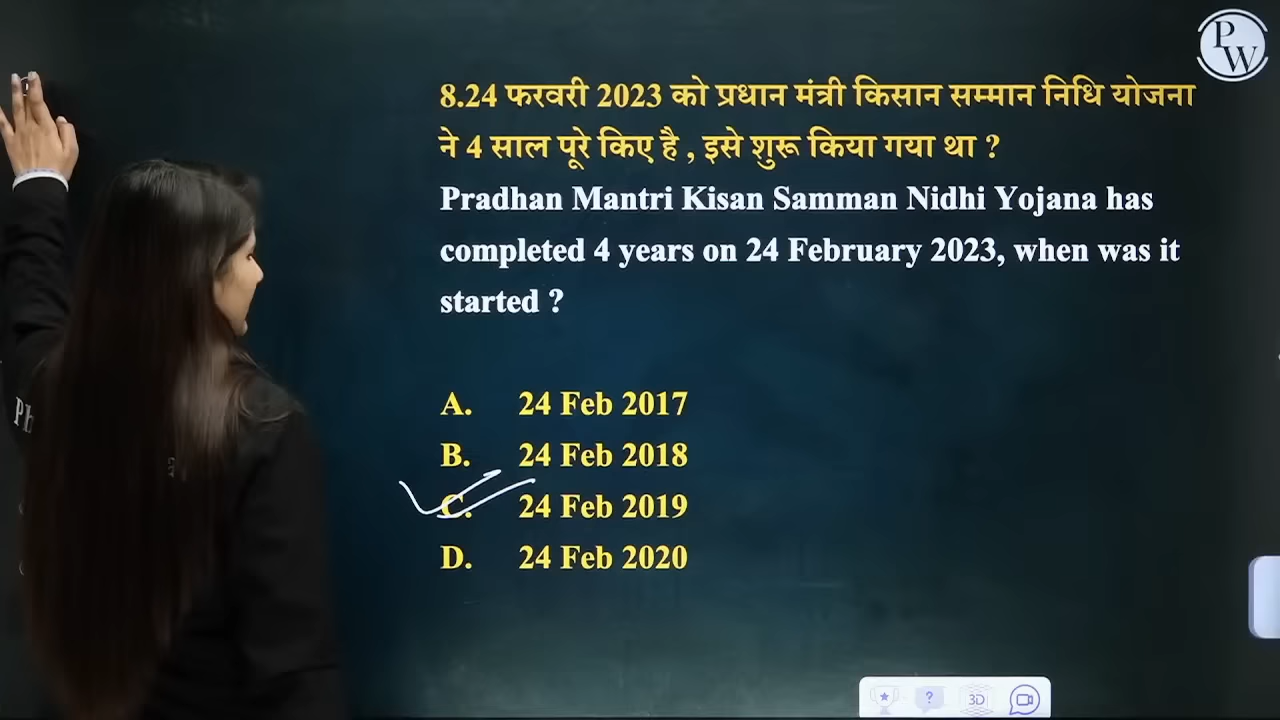 PW
8.24 फरवरी 2023 को प्रधान मंत्री किसान सम्मान निधि योजना
ने 4 साल पूरे किए है , इसे शुरू किया गया था ?
Pradhan Mantri Kisan Samman Nidhi Yojana has
completed 4 years on 24 February 2023, when was it
started ?
A. 24 Feb 2017
B. 24 Feb 2018
C. 24 Feb 2019
D. 24 Feb 2020
?
3D